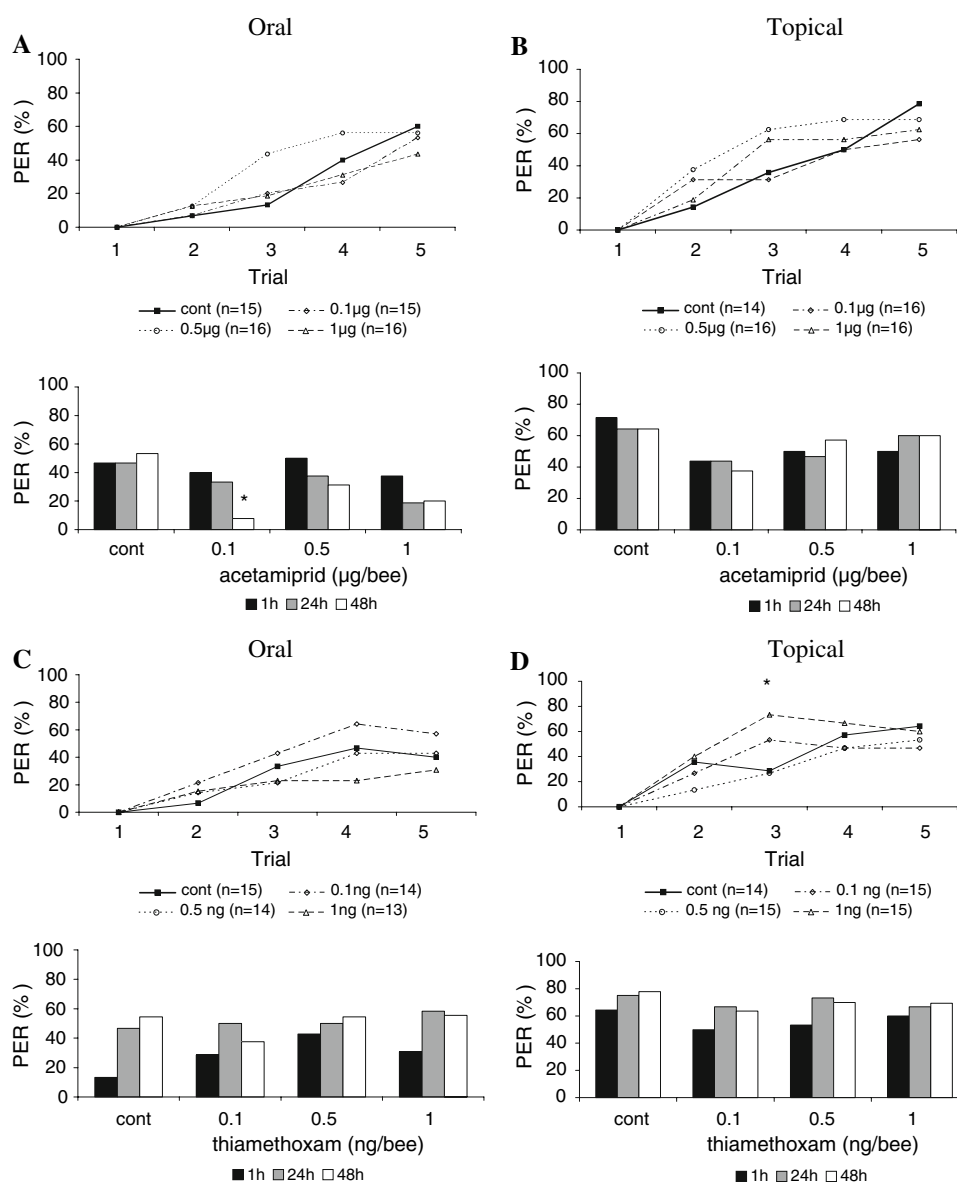 A Oral
PER (%)
100
80
60
40
20
0
1 2 3 4 5
Trial
cont (n=15) 0.1µg (n=15)
0.5µg (n=16) 1µg (n=16)
PER (%)
100
80
60
40
20
0
*
cont 0.1 0.5 1
acetamiprid (µg/bee)
1h 24h 48h
B Topical
PER (%)
100
80
60
40
20
0
1 2 3 4 5
Trial
cont (n=14) 0.1µg (n=16)
0.5µg (n=16) 1µg (n=16)
PER (%)
100
80
60
40
20
0
cont 0.1 0.5 1
acetamiprid (µg/bee)
1h 24h 48h
C Oral
PER (%)
100
80
60
40
20
0
1 2 3 4 5
Trial
cont (n=15) 0.1ng (n=14)
0.5 ng (n=14) 1ng (n=13)
PER (%)
100
80
60
40
20
0
cont 0.1 0.5 1
thiamethoxam (ng/bee)
1h 24h 48h
D Topical
PER (%)
100
80
60
40
20
0
*
1 2 3 4 5
Trial
cont (n=14) 0.1 ng (n=15)
0.5 ng (n=15) 1ng (n=15)
PER (%)
100
80
60
40
20
0
cont 0.1 0.5 1
thiamethoxam (ng/bee)
1h 24h 48h